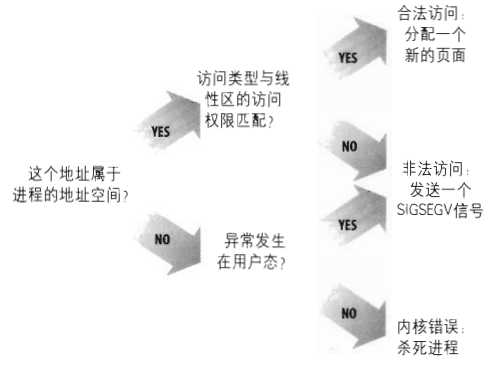 合法访问:
分配一个
新的页面
YES
访问类型与线
性区的访问
权限匹配?
YES
NO
这个地址属于
进程的地址空间?
非法访问:
发送一个
SIGSEGV信号
YES
NO
异常发生
在用户态?
NO
内核错误:
杀死进程